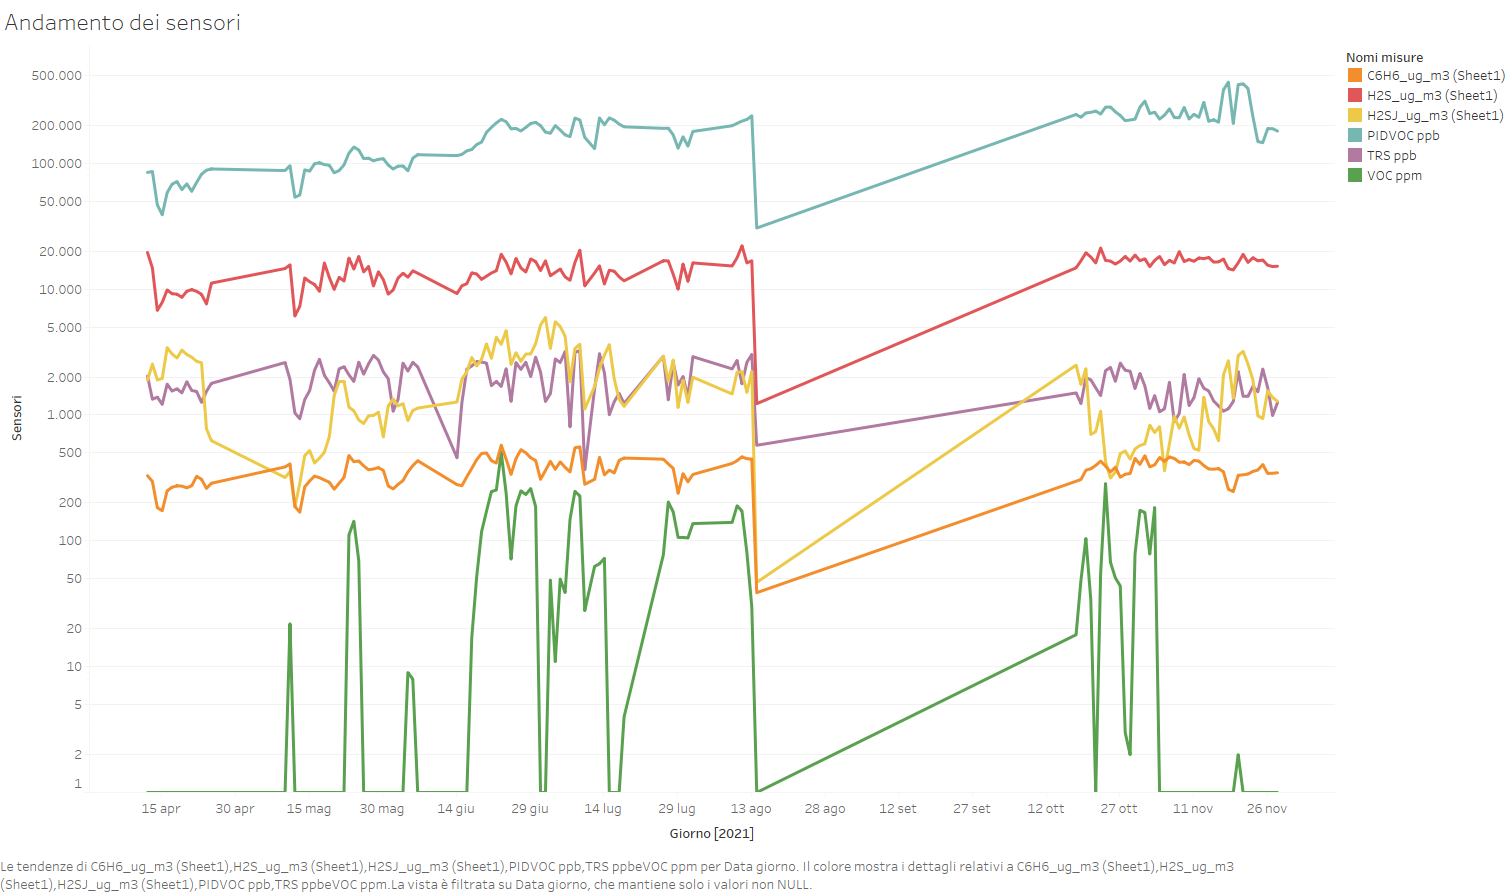 Andamento dei sensori
Nomi misure
C6H6_ug_m3 (Sheet1)
H2S_ug_m3 (Sheet1)
H2SJ_ug_m3 (Sheet1)
PIDVOC ppb
TRS ppb
VOC ppm
Sensori
500.000
200.000
100.000
50.000
20.000
10.000
5.000
2.000
1.000
500
200
100
50
20
10
5
2
1
15 apr
30 apr
15 mag
30 mag
14 giu
29 giu
14 lug
29 lug
13 ago
28 ago
12 set
27 set
12 ott
27 ott
11 nov
26 nov
Giorno [2021]
Le tendenze di C6H6_ug_m3 (Sheet1),H2S_ug_m3 (Sheet1),H2SJ_ug_m3 (Sheet1),PIDVOC ppb,TRS ppbeVOC ppm per Data giorno. Il colore mostra i dettagli relativi a C6H6_ug_m3 (Sheet1),H2S_ug_m3
(Sheet1),H2SJ_ug_m3 (Sheet1),PIDVOC ppb,TRS ppbeVOC ppm.La vista è filtrata su Data giorno, che mantiene solo i valori non NULL.